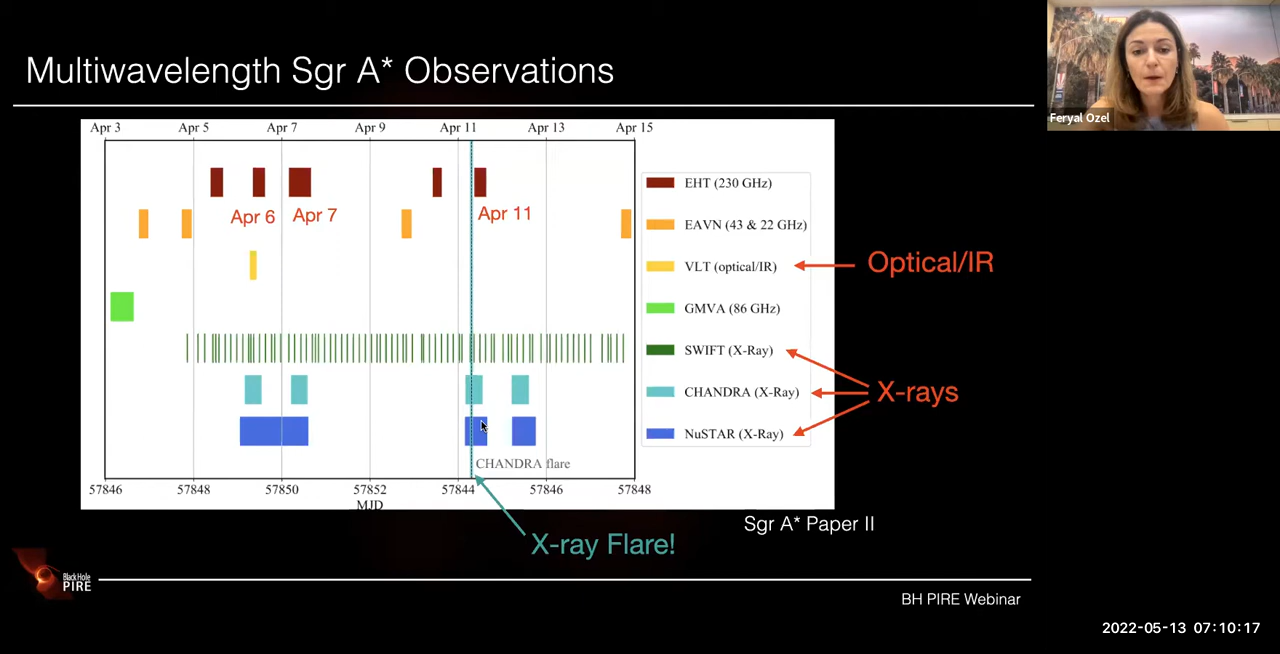 Multiwavelength Sgr A* Observations
Feryal Ozel
Apr 3 Apr 5 Apr 7 Apr 9 Apr 11 Apr 13 Apr 15
Apr 6 Apr 7 Apr 11
EHT (230 GHz)
EAVN (43 & 22 GHz)
VLT (optical/IR)
GMVA (86 GHz)
SWIFT (X-Ray)
CHANDRA (X-Ray)
NuSTAR (X-Ray)
Optical/IR
X-rays
CHANDRA flare
57846 57848 57850 57852 57844 57846 57848
MJD
X-ray Flare!
Sgr A* Paper II
Black Hole
PIRE
BH PIRE Webinar
2022-05-13 07:10:17